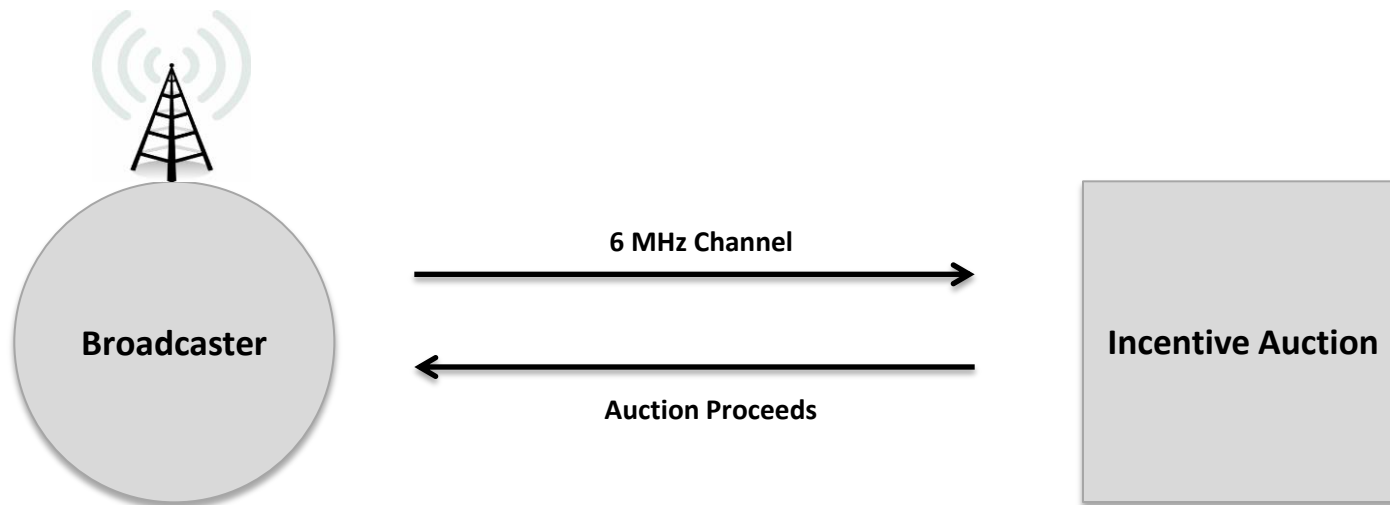 6 MHz Channel
Broadcaster
Incentive Auction
Auction Proceeds